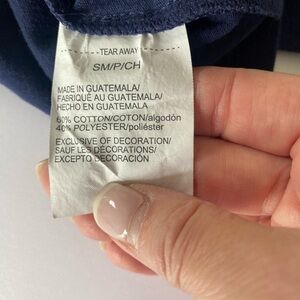 TEAR AWAY
SM/P/CH
MADE IN GUATEMALA/
FABRIQUÉ AU GUATEMALA/
HECHO EN GUATEMALA
60% COTTON/COTON/algodón
40% POLYESTER/poliéster
EXCLUSIVE OF DECORATION/
SAUF LES DÉCORATIONS/
EXCEPTO DECORACIÓN